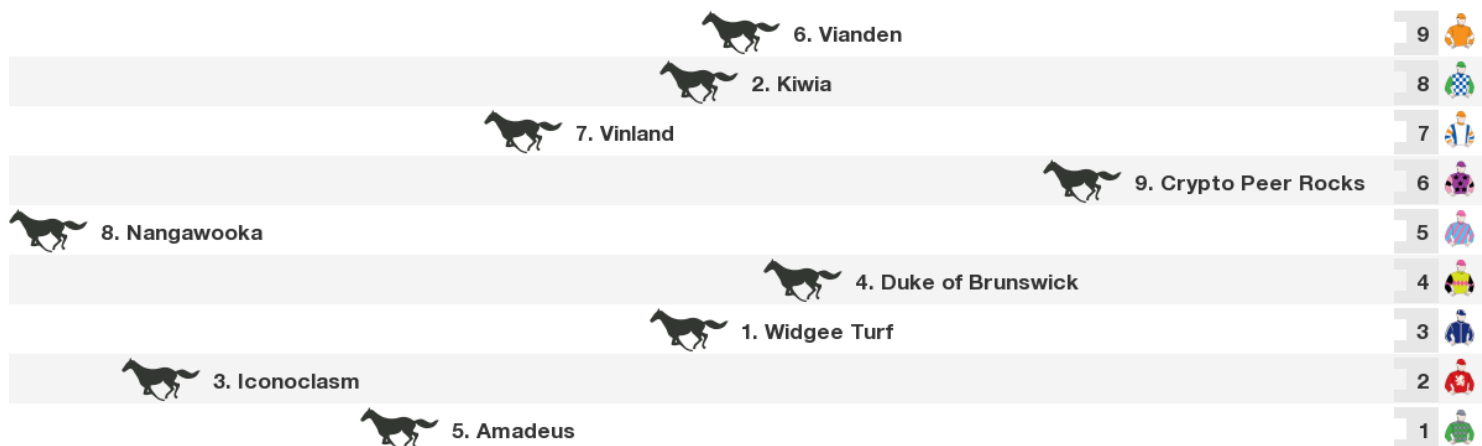 6. Vianden 9
2. Kiwia 8
7. Vinland 7
9. Crypto Peer Rocks 6
8. Nangawooka 5
4. Duke of Brunswick 4
1. Widgee Turf 3
3. Iconoclasm 2
5. Amadeus 1